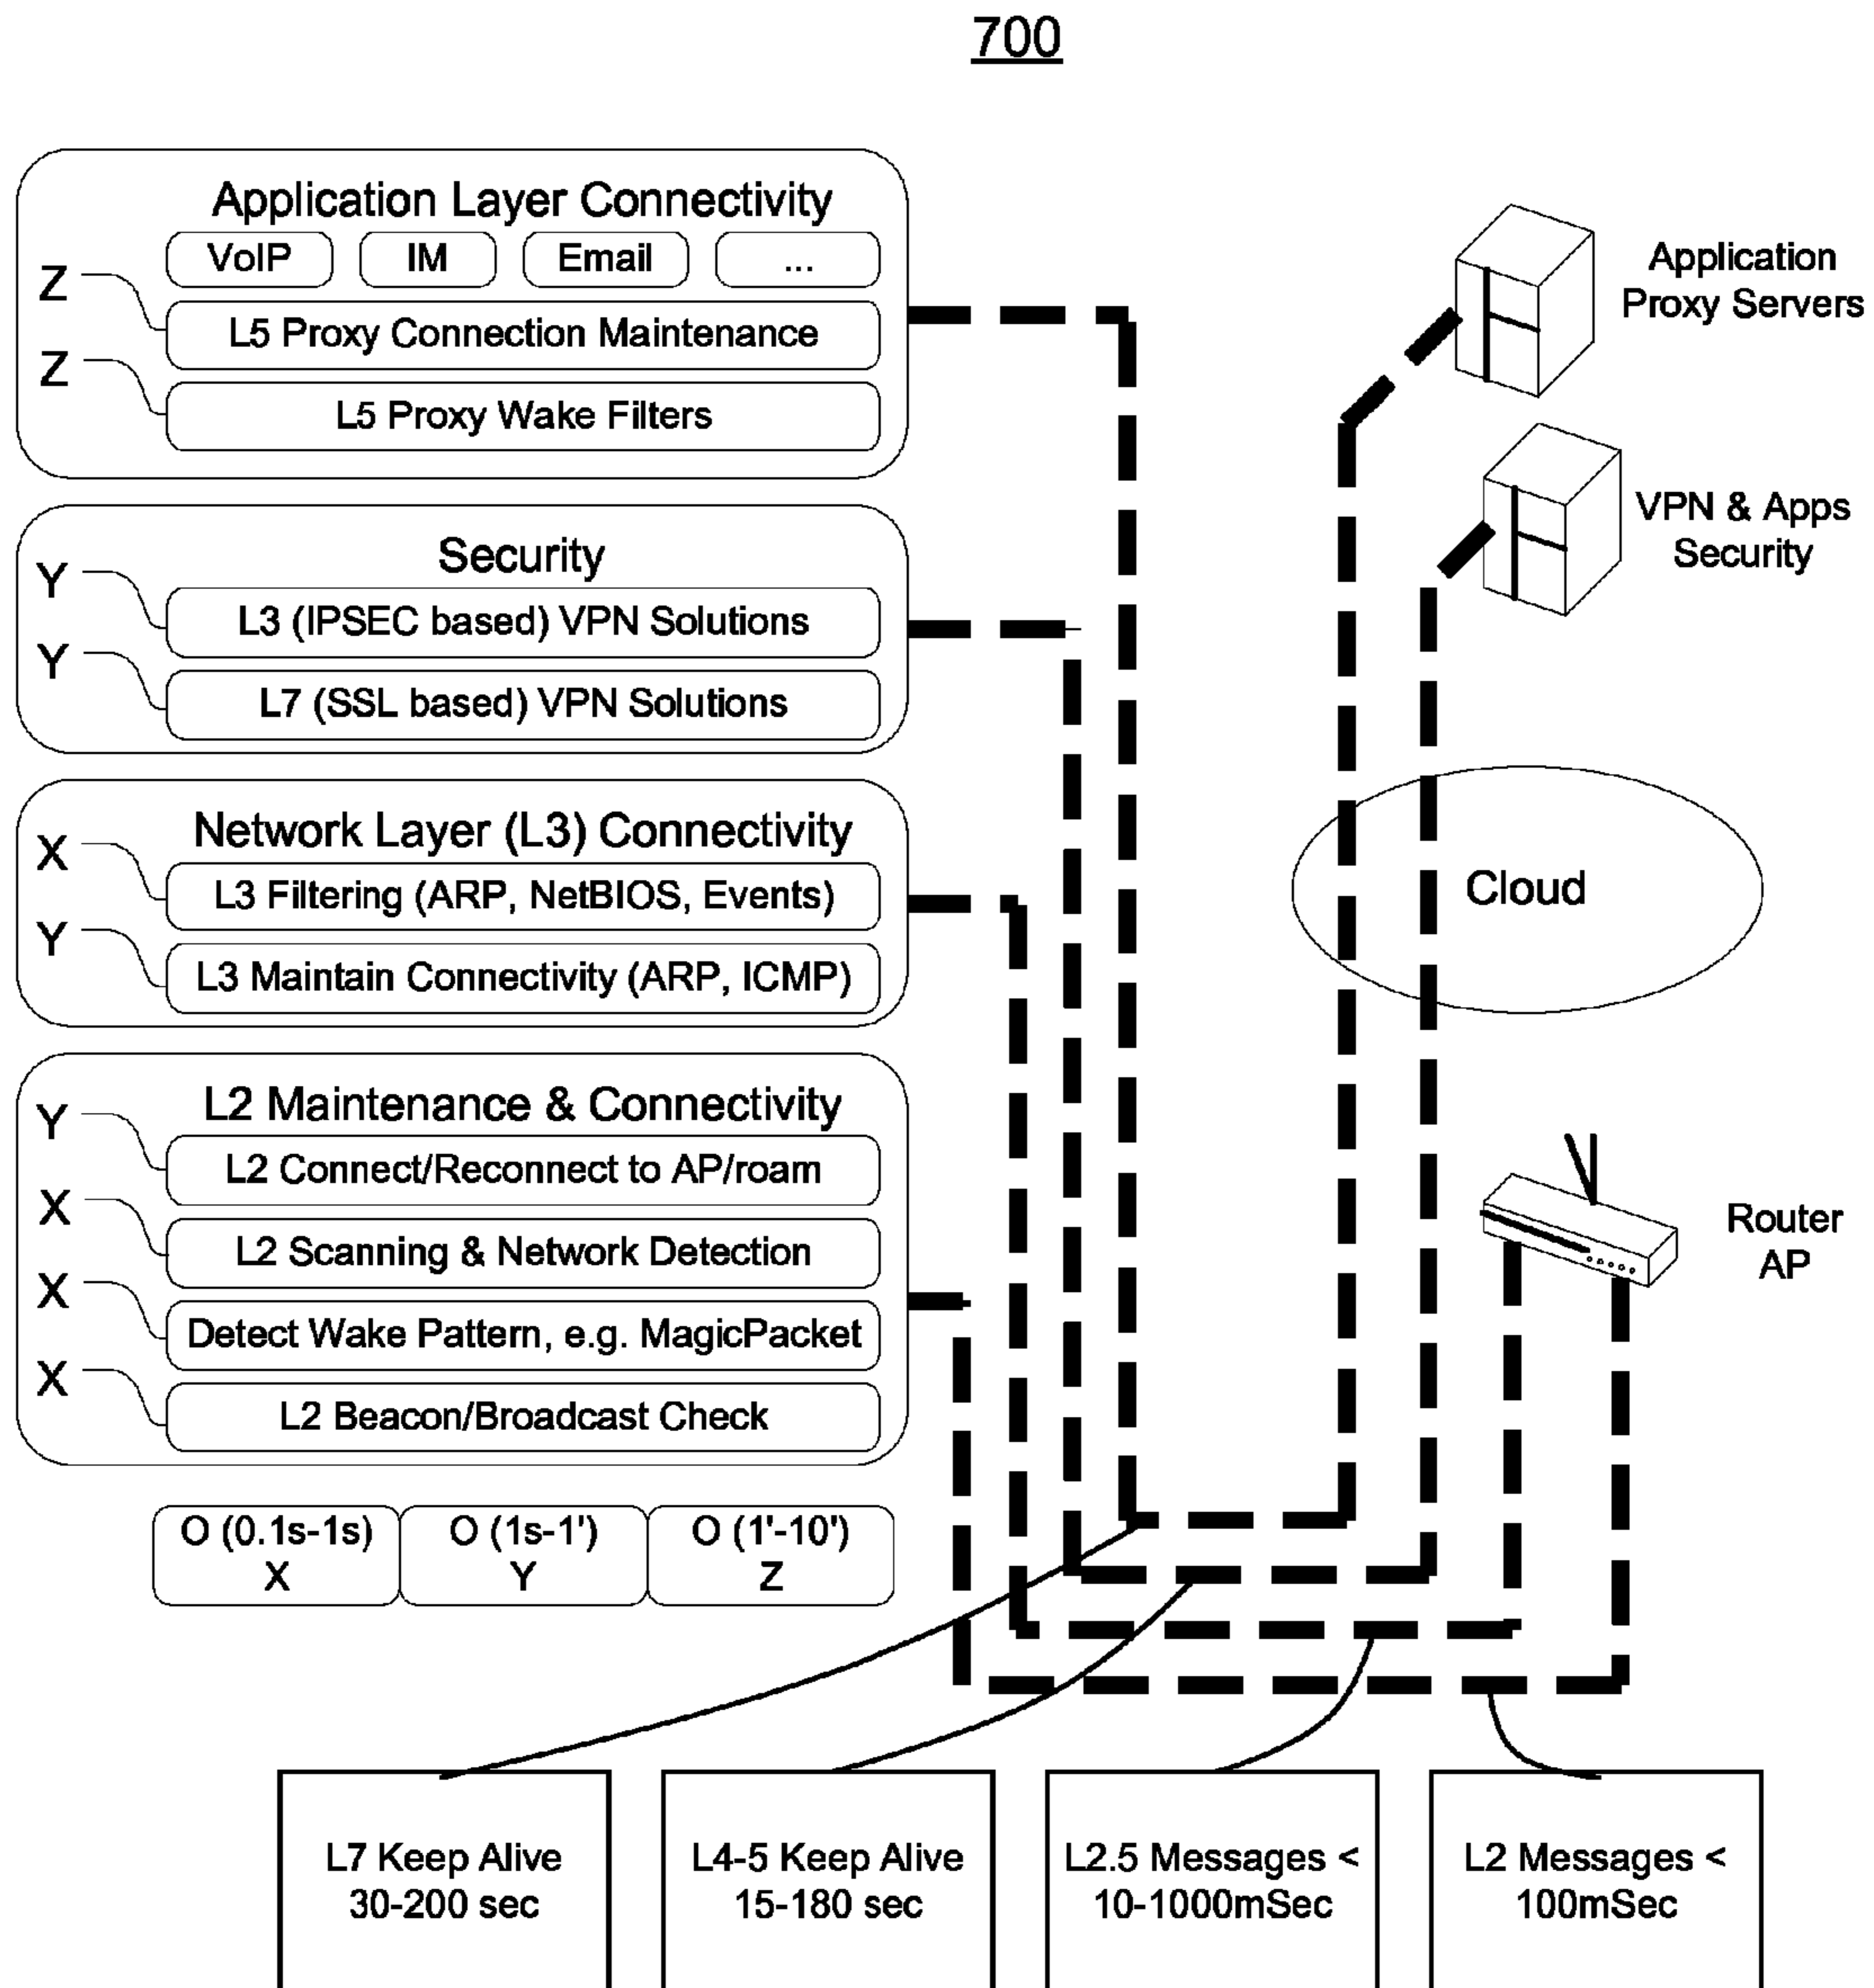 700
Application Layer Connectivity
VoIP
IM
Email
...
Z
L5 Proxy Connection Maintenance
Z
L5 Proxy Wake Filters
Security
Y
L3 (IPSEC based) VPN Solutions
Y
L7 (SSL based) VPN Solutions
Network Layer (L3) Connectivity
X
L3 Filtering (ARP, NetBIOS, Events)
Y
L3 Maintain Connectivity (ARP, ICMP)
L2 Maintenance & Connectivity
Y
L2 Connect/Reconnect to AP/roam
X
L2 Scanning & Network Detection
X
Detect Wake Pattern, e.g. MagicPacket
X
L2 Beacon/Broadcast Check
O (0.1s-1s)
X
O (1s-1')
Y
O (1'-10')
Z
Application
Proxy Servers
VPN & Apps
Security
Cloud
Router
AP
L7 Keep Alive
30-200 sec
L4-5 Keep Alive
15-180 sec
L2.5 Messages <
10-1000mSec
L2 Messages <
100mSec